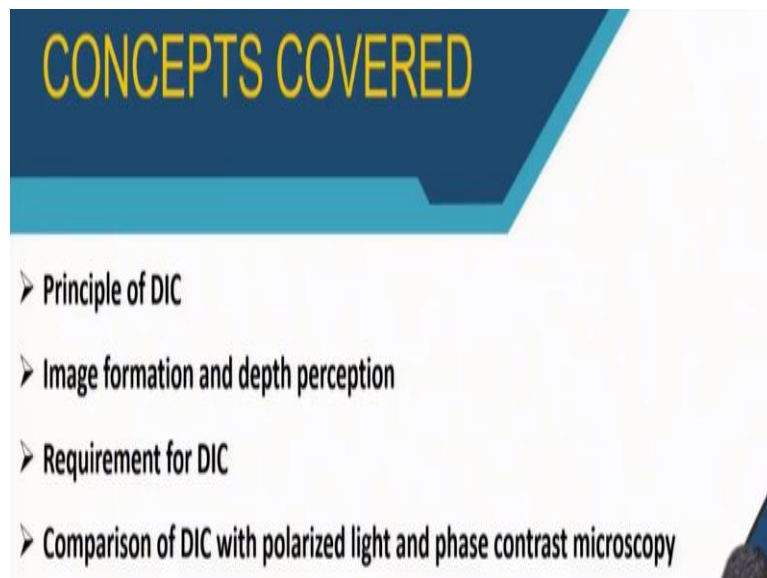 CONCEPTS COVERED
➢ Principle of DIC
➢ Image formation and depth perception
➢ Requirement for DIC
➢ Comparison of DIC with polarized light and phase contrast microscopy